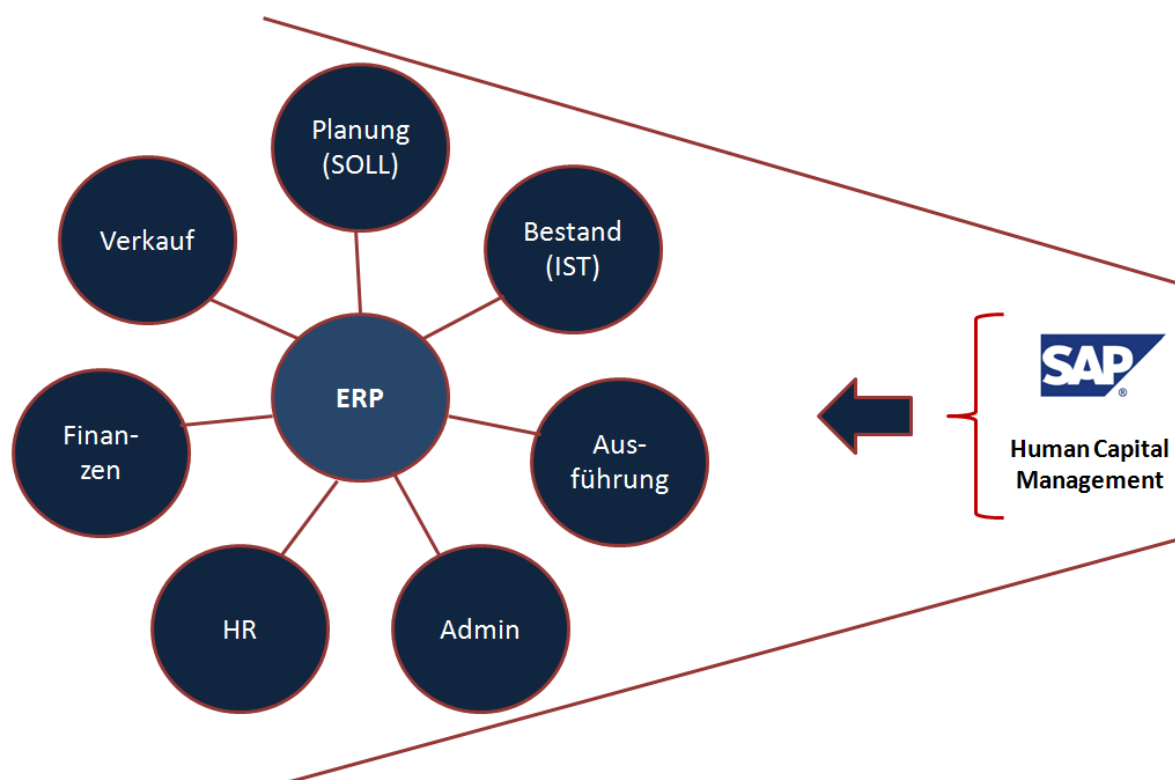 Planung
(SOLL)
Bestand
(IST)
Verkauf
ERP
Finan-
zen
Aus-
führung
HR
Admin
SAP
®
Human Capital
Management